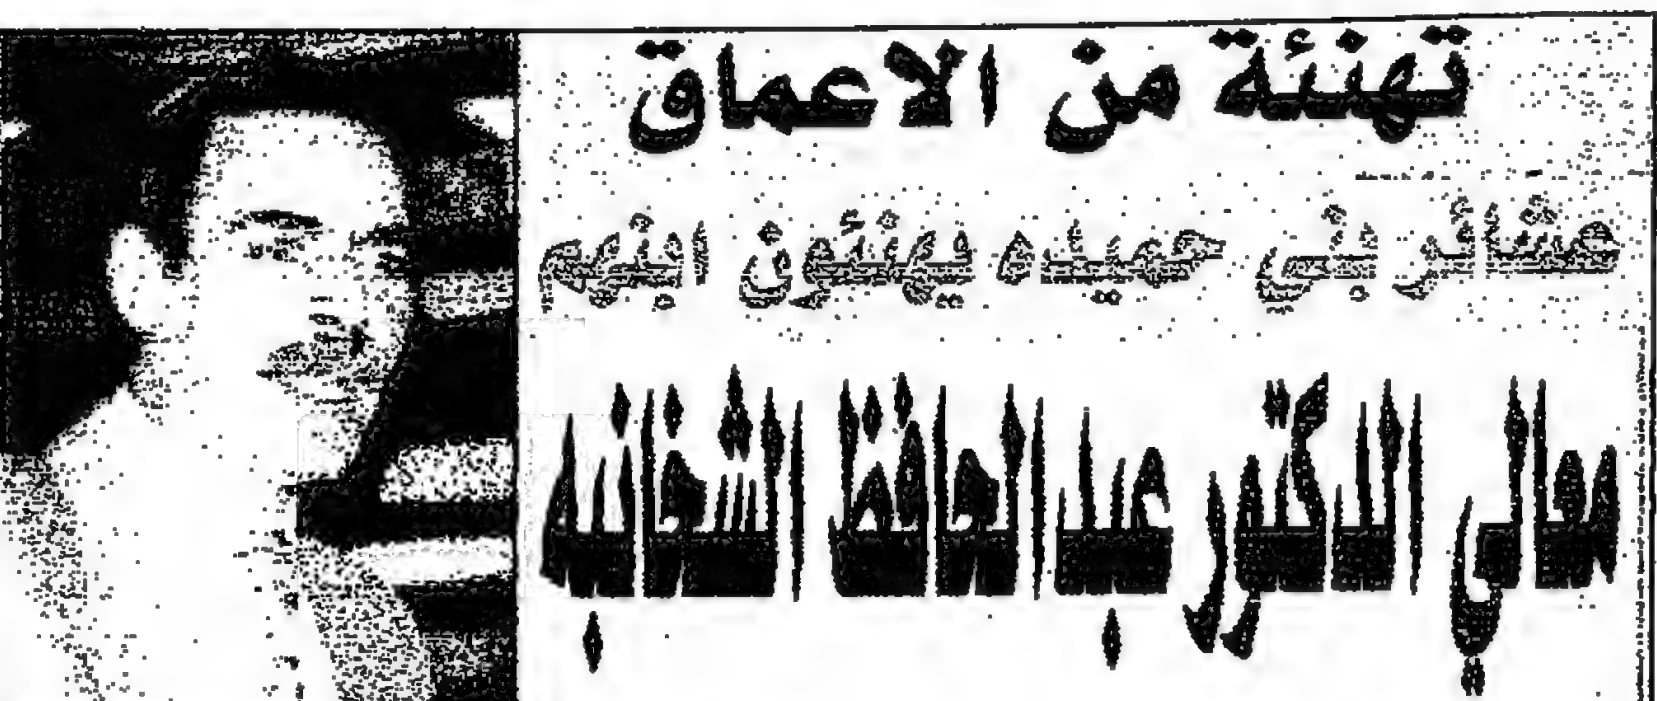 تهنئة من الاعماق
عشائر بني حميده يهنئون ابنهم
معالي الدكتور عبد الحافظ الشخانبه